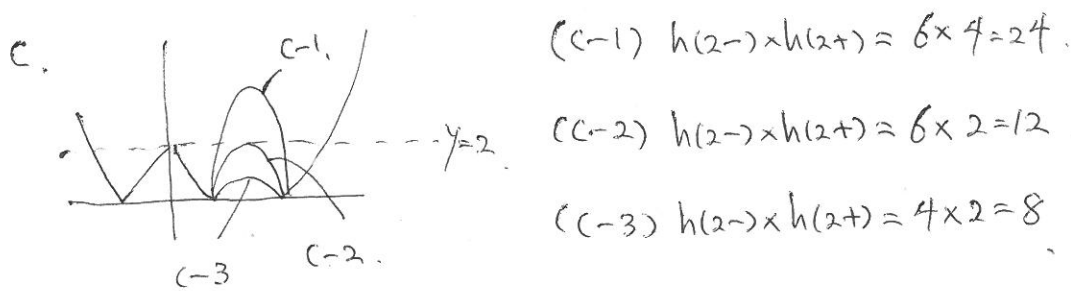 C.
C-1.
y=2.
C-3
C-2.
(C-1) h(2-)×h(2+) = 6×4=24.
(C-2) h(2-)×h(2+) = 6×2=12
(C-3) h(2-)×h(2+) = 4×2=8.